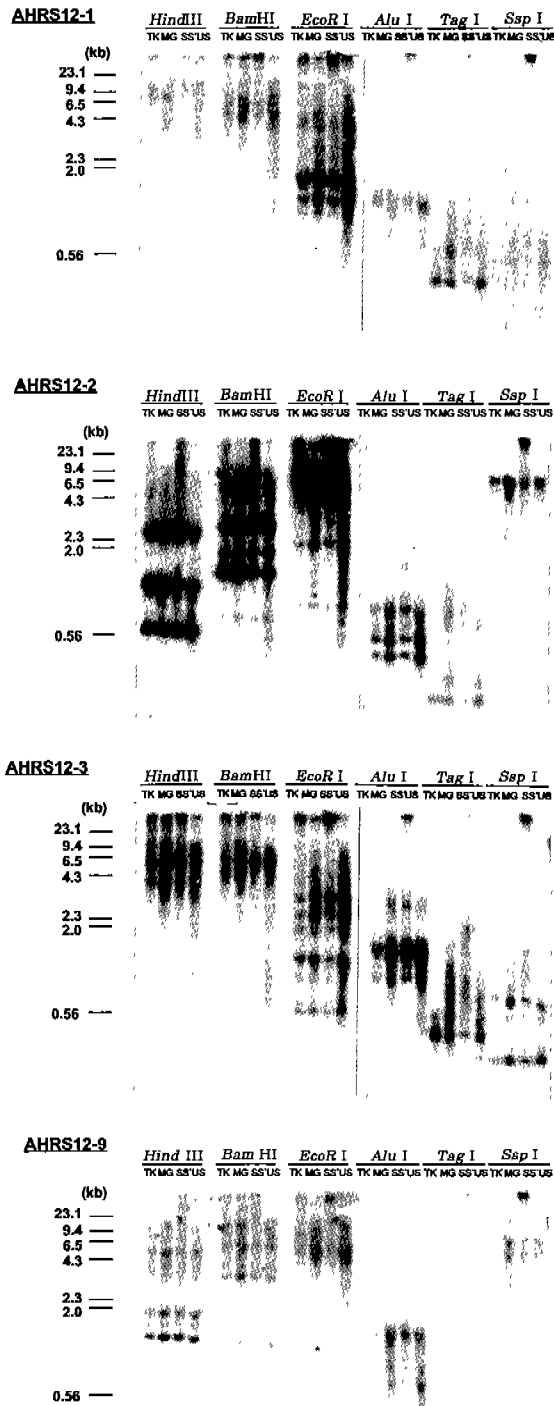 AHRS12-1
HindIII BamHI EcoR I Alu I Tag I Ssp I
(kb) TK MG SS'US TK MG SS'US TK MG SS'US TK MG SS'US TK MG SS'US TK MG SS'US
23.1
9.4
6.5
4.3
2.3
2.0
0.56
AHRS12-2
HindIII BamHI EcoR I Alu I Tag I Ssp I
TK MG SS'US TK MG SS'US TK MG SS'US TK MG SS'US TK MG SS'US TK MG SS'US
(kb)
23.1
9.4
6.5
4.3
2.3
2.0
0.56
AHRS12-3
HindIII BamHI EcoR I Alu I Tag I Ssp I
TK MG SS'US TK MG SS'US TK MG SS'US TK MG SS'US TK MG SS'US TK MG SS'US
(kb)
23.1
9.4
6.5
4.3
2.3
2.0
0.56
AHRS12-9
Hind III Bam HI EcoR I Alu I Tag I Ssp I
TK MG SS'US TK MG SS'US TK MG SS'US TK MG SS'US TK MG SS'US TK MG SS'US
(kb)
23.1
9.4
6.5
4.3
2.3
2.0
0.56